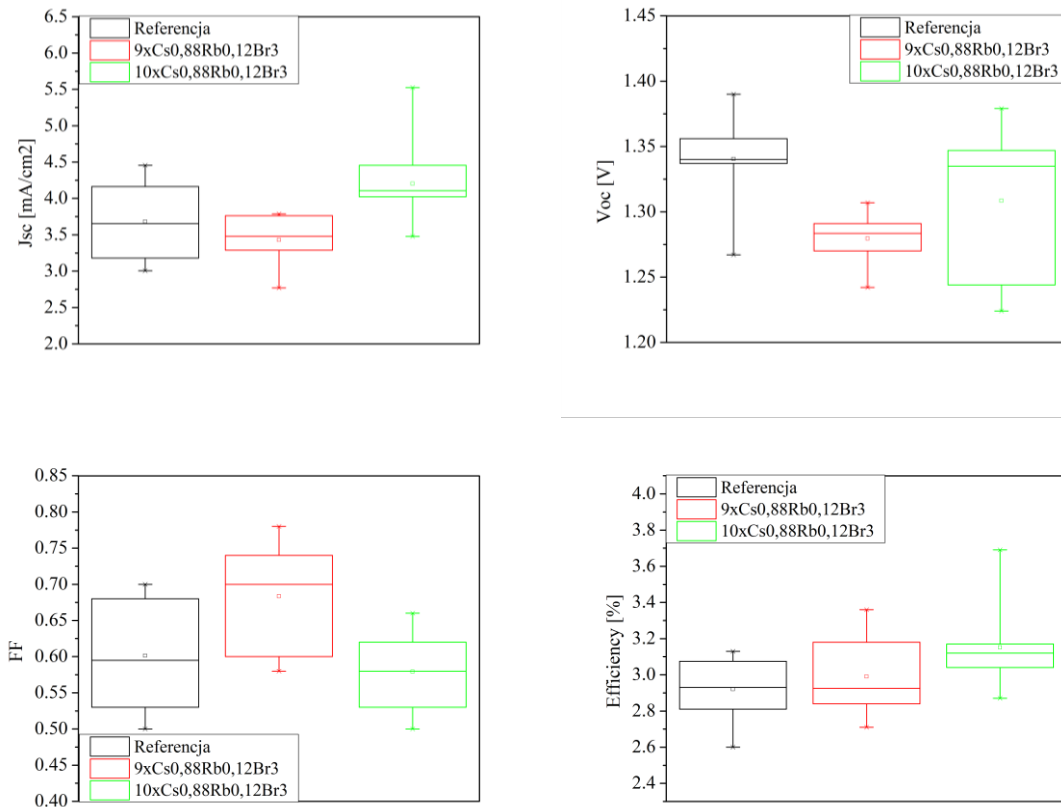 6.5
6.0
5.5
5.0
4.5
4.0
3.5
3.0
2.5
2.0
Jsc [mA/cm2]
Referencja
9xCs0,88Rb0,12Br3
10xCs0,88Rb0,12Br3
1.45
1.40
1.35
1.30
1.25
1.20
Voc [V]
Referencja
9xCs0,88Rb0,12Br3
10xCs0,88Rb0,12Br3
0.85
0.80
0.75
0.70
0.65
0.60
0.55
0.50
0.45
0.40
FF
Referencja
9xCs0,88Rb0,12Br3
10xCs0,88Rb0,12Br3
4.0
3.8
3.6
3.4
3.2
3.0
2.8
2.6
2.4
Efficiency [%]
Referencja
9xCs0,88Rb0,12Br3
10xCs0,88Rb0,12Br3